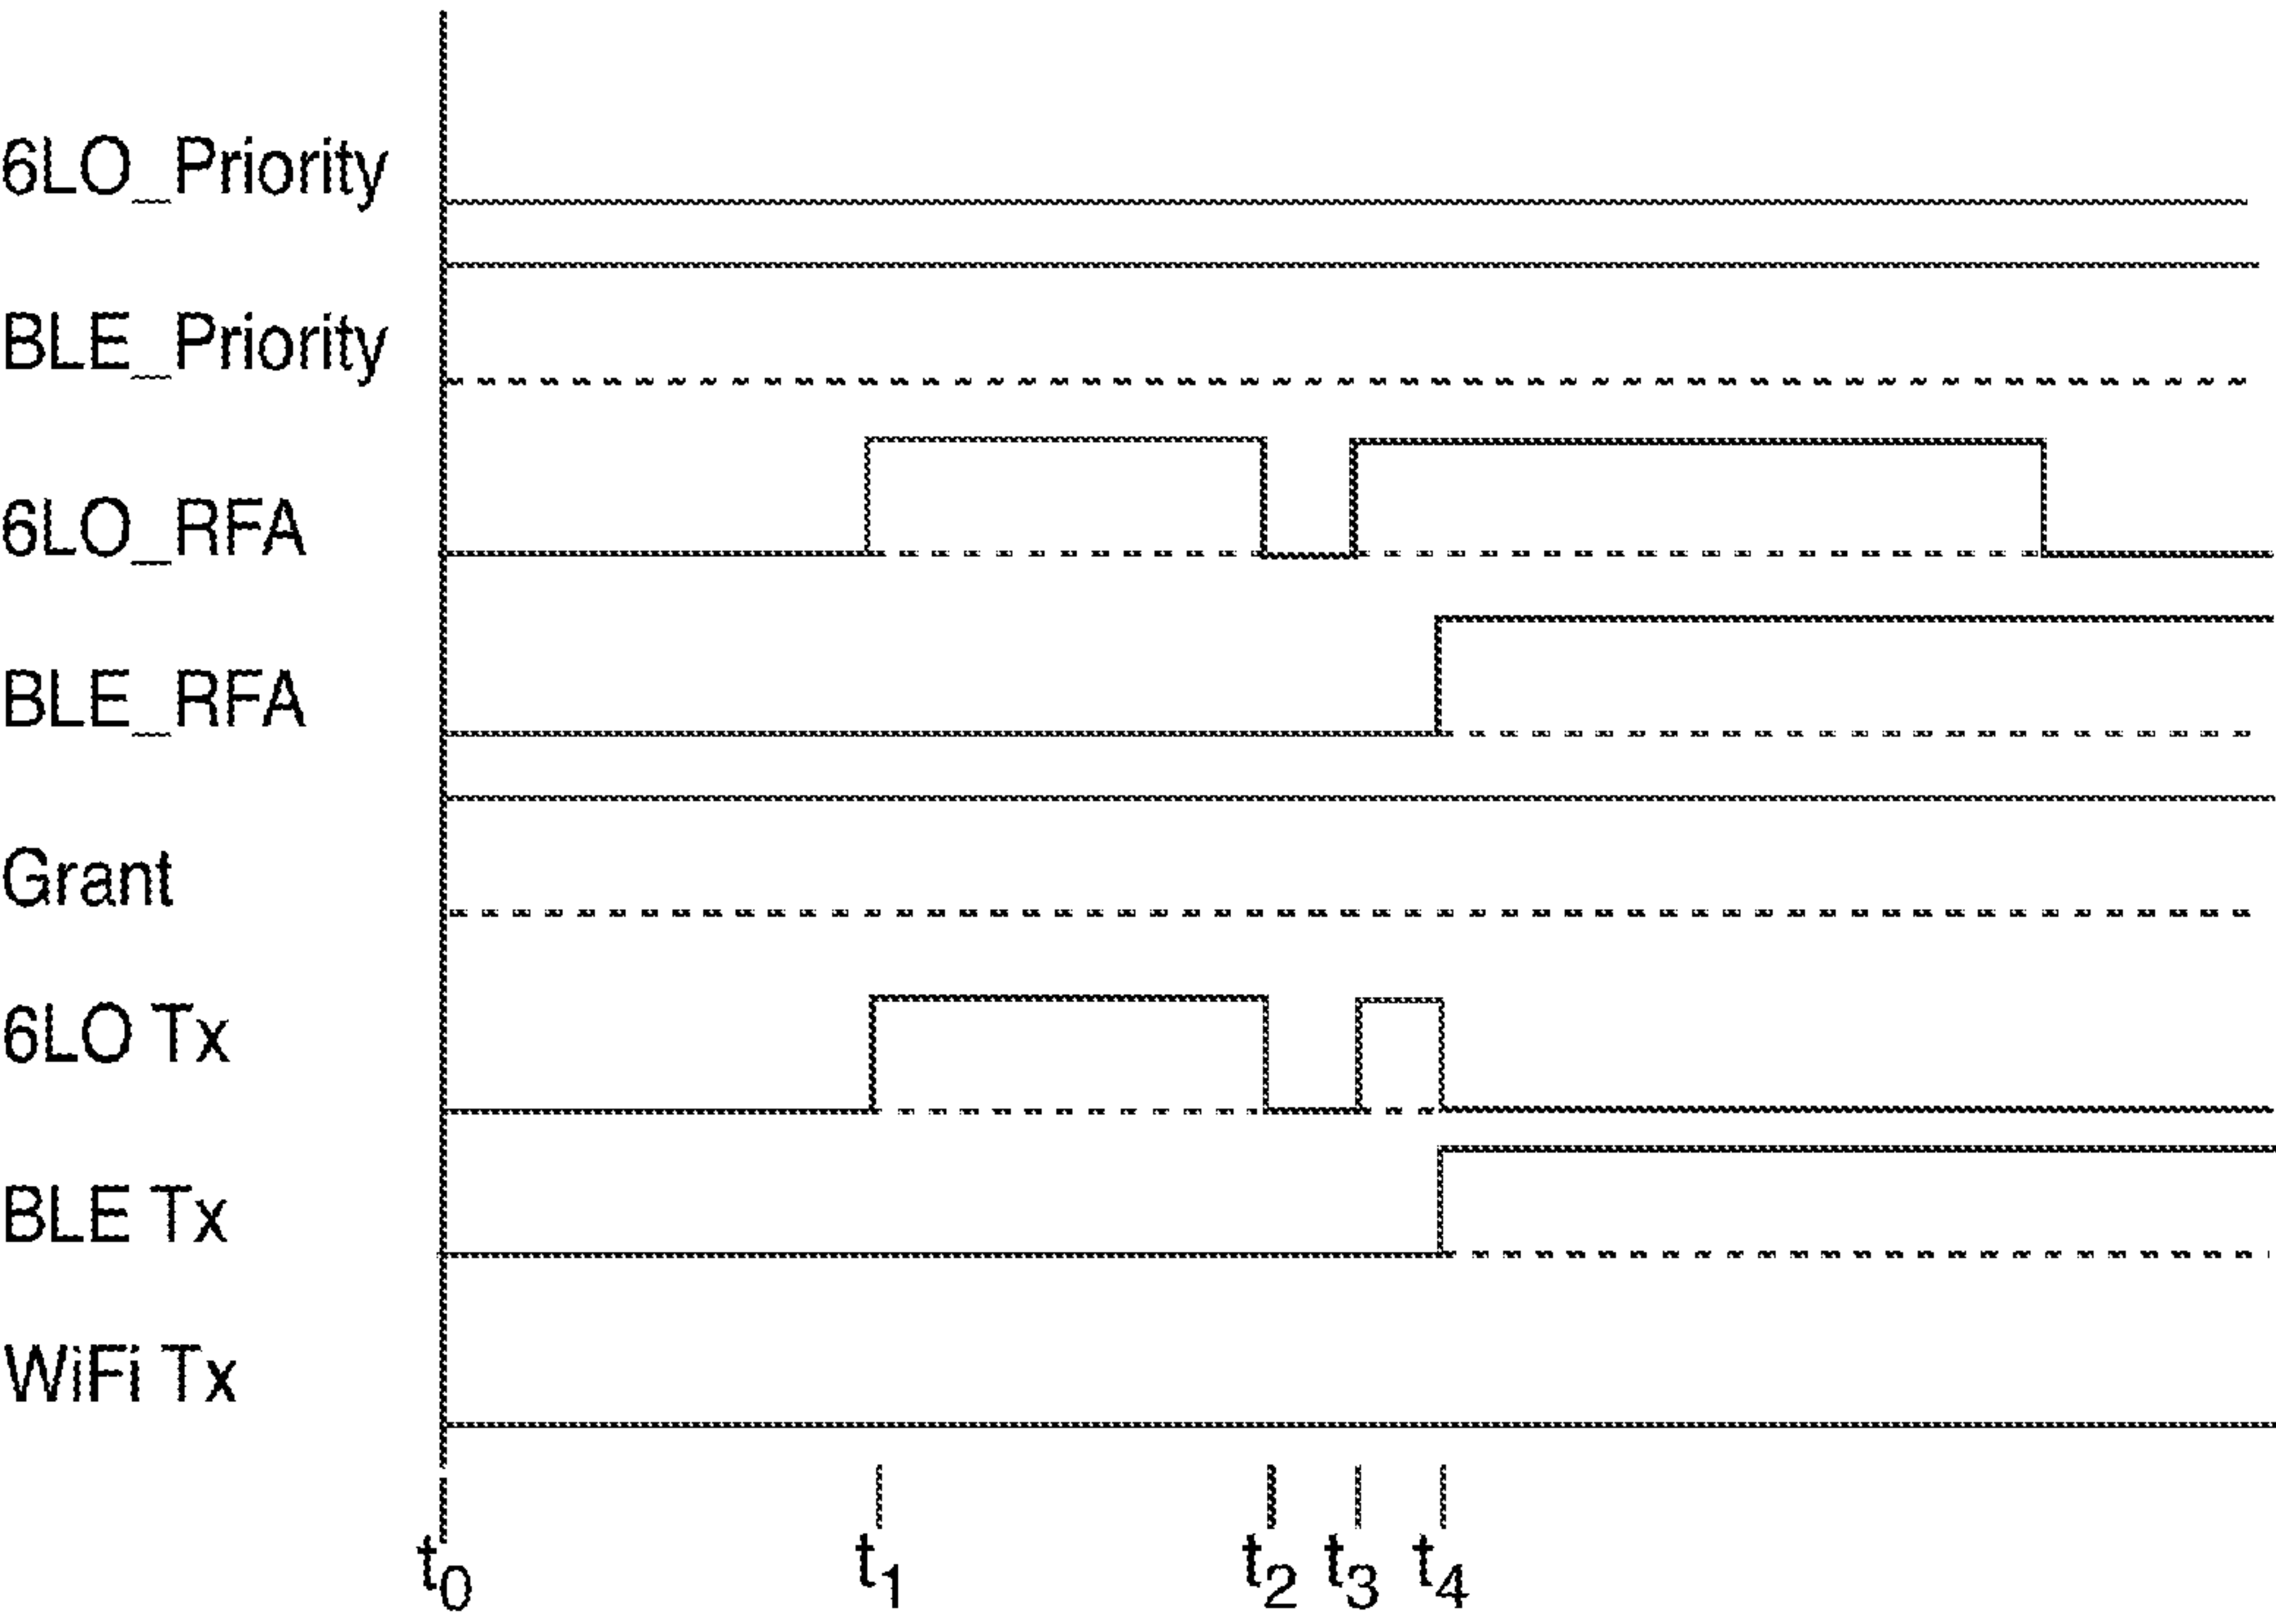 6LO_Priority
BLE_Priority
6LO_RFA
BLE_RFA
Grant
6LO Tx
BLE Tx
WiFi Tx
t0 t1 t2 t3 t4